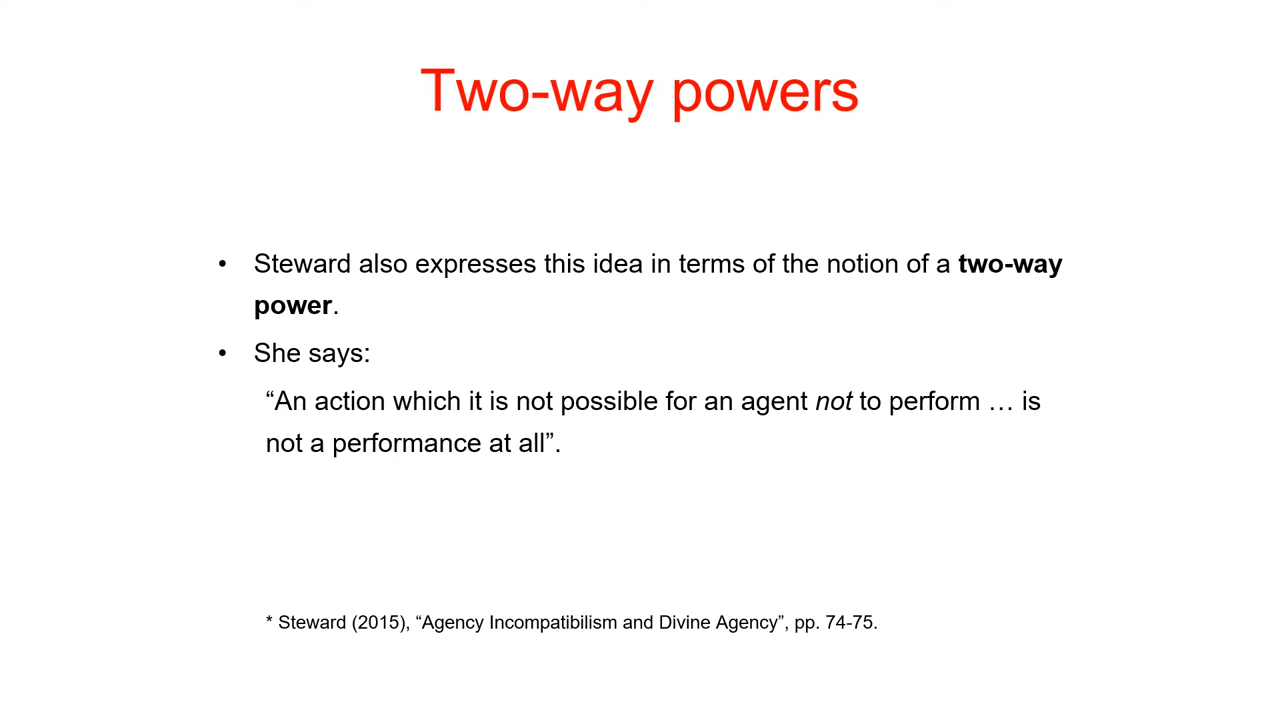 Two-way powers
• Steward also expresses this idea in terms of the notion of a two-way
power.
• She says:
“An action which it is not possible for an agent not to perform … is
not a performance at all”.
* Steward (2015), “Agency Incompatibilism and Divine Agency”, pp. 74-75.